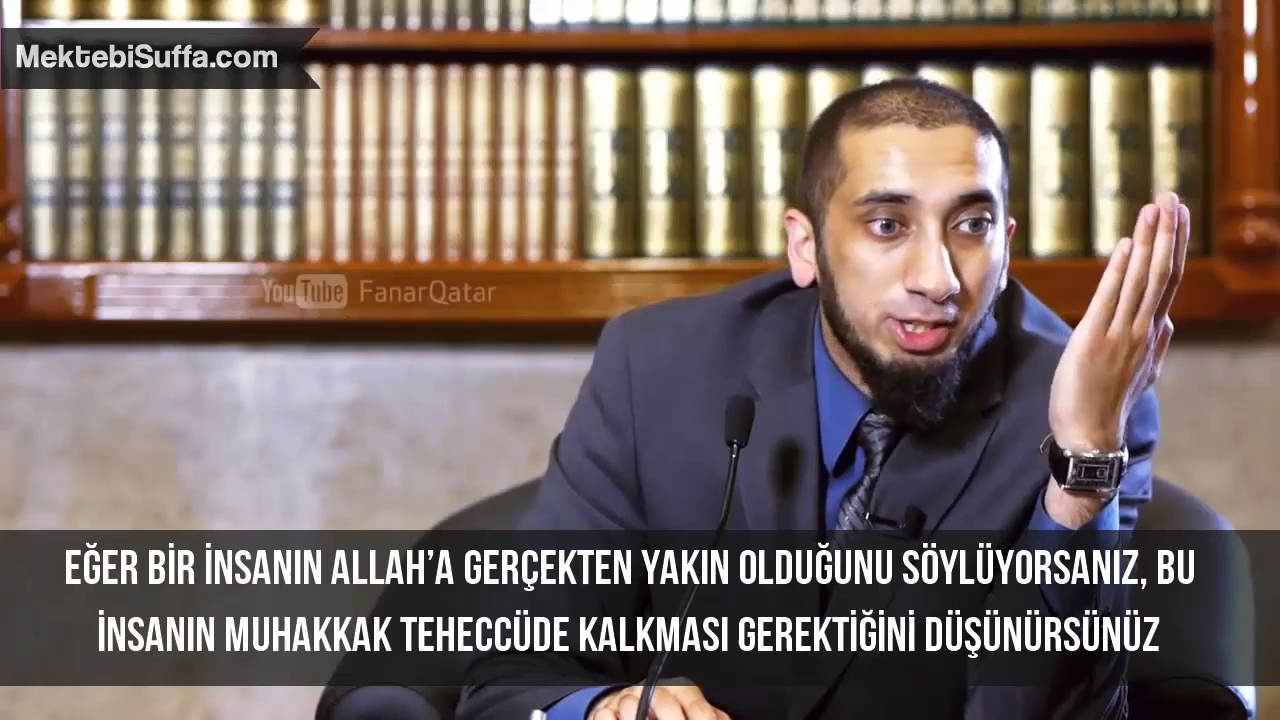 MektebiSuffa.com
YouTube FanarQatar
EĞER BİR İNSANIN ALLAH'A GERÇEKTEN YAKIN OLDUĞUNU SÖYLÜYORSANIZ, BU
İNSANIN MUHAKKAK TEHECCÜDE KALKMASI GEREKTİĞİNİ DÜŞÜNÜRSÜNÜZ